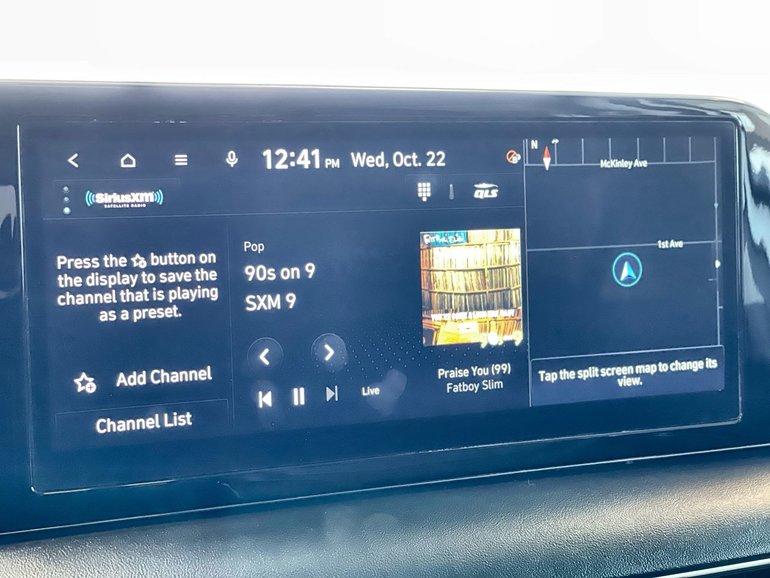 12:41 PM Wed, Oct. 22
SiriusXM
SATELLITE RADIO
QLS
Press the button on
the display to save the
channel that is playing
as a preset.
Add Channel
Channel List
Pop
90s on 9
SXM 9
Live
Praise You (99)
Fatboy Slim
N
McKinley Ave
1st Ave
Tap the split screen map to change its
view.